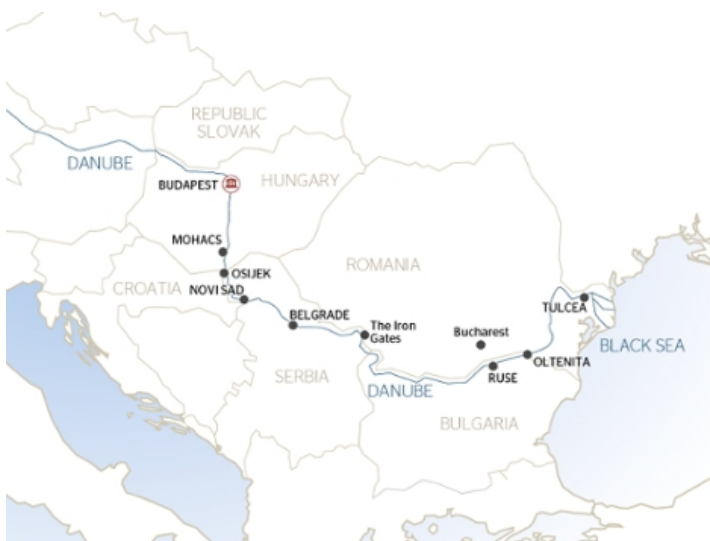 REPUBLIC
SLOVAK
DANUBE
BUDAPEST
HUNGARY
MOHACS
OSIJEK
CROATIA
NOVI SAD
ROMANIA
BELGRADE
The Iron
Gates
Bucharest
TULCEA
BLACK SEA
OLTENITA
RUSE
SERBIA
DANUBE
BULGARIA